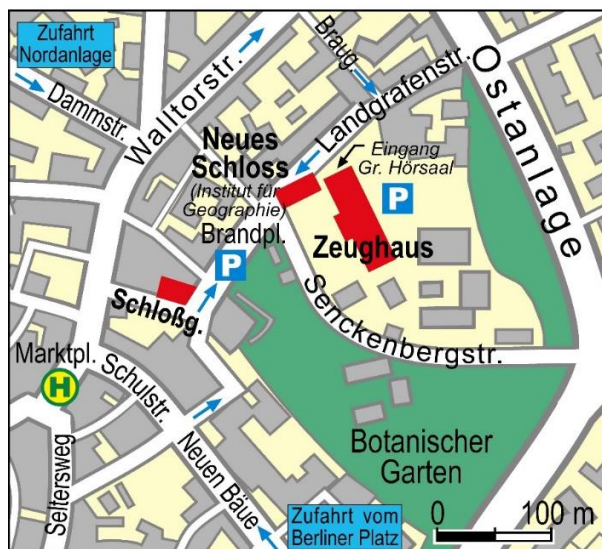 Zufahrt
Nordanlage
Dammstr.
Walltorstr.
Braug.
Landgrafenstr.
Ostanlage
Neues
Schloss
(Institut für
Geographie)
Eingang
Gr. Hörsaal
P
Brandpl.
P
Zeughaus
Schloßg.
Senckenbergstr.
Marktpl.
H
Schulstr.
Seltersweg
Neuen Bäue
Botanischer
Garten
Zufahrt vom
Berliner Platz
0 100 m